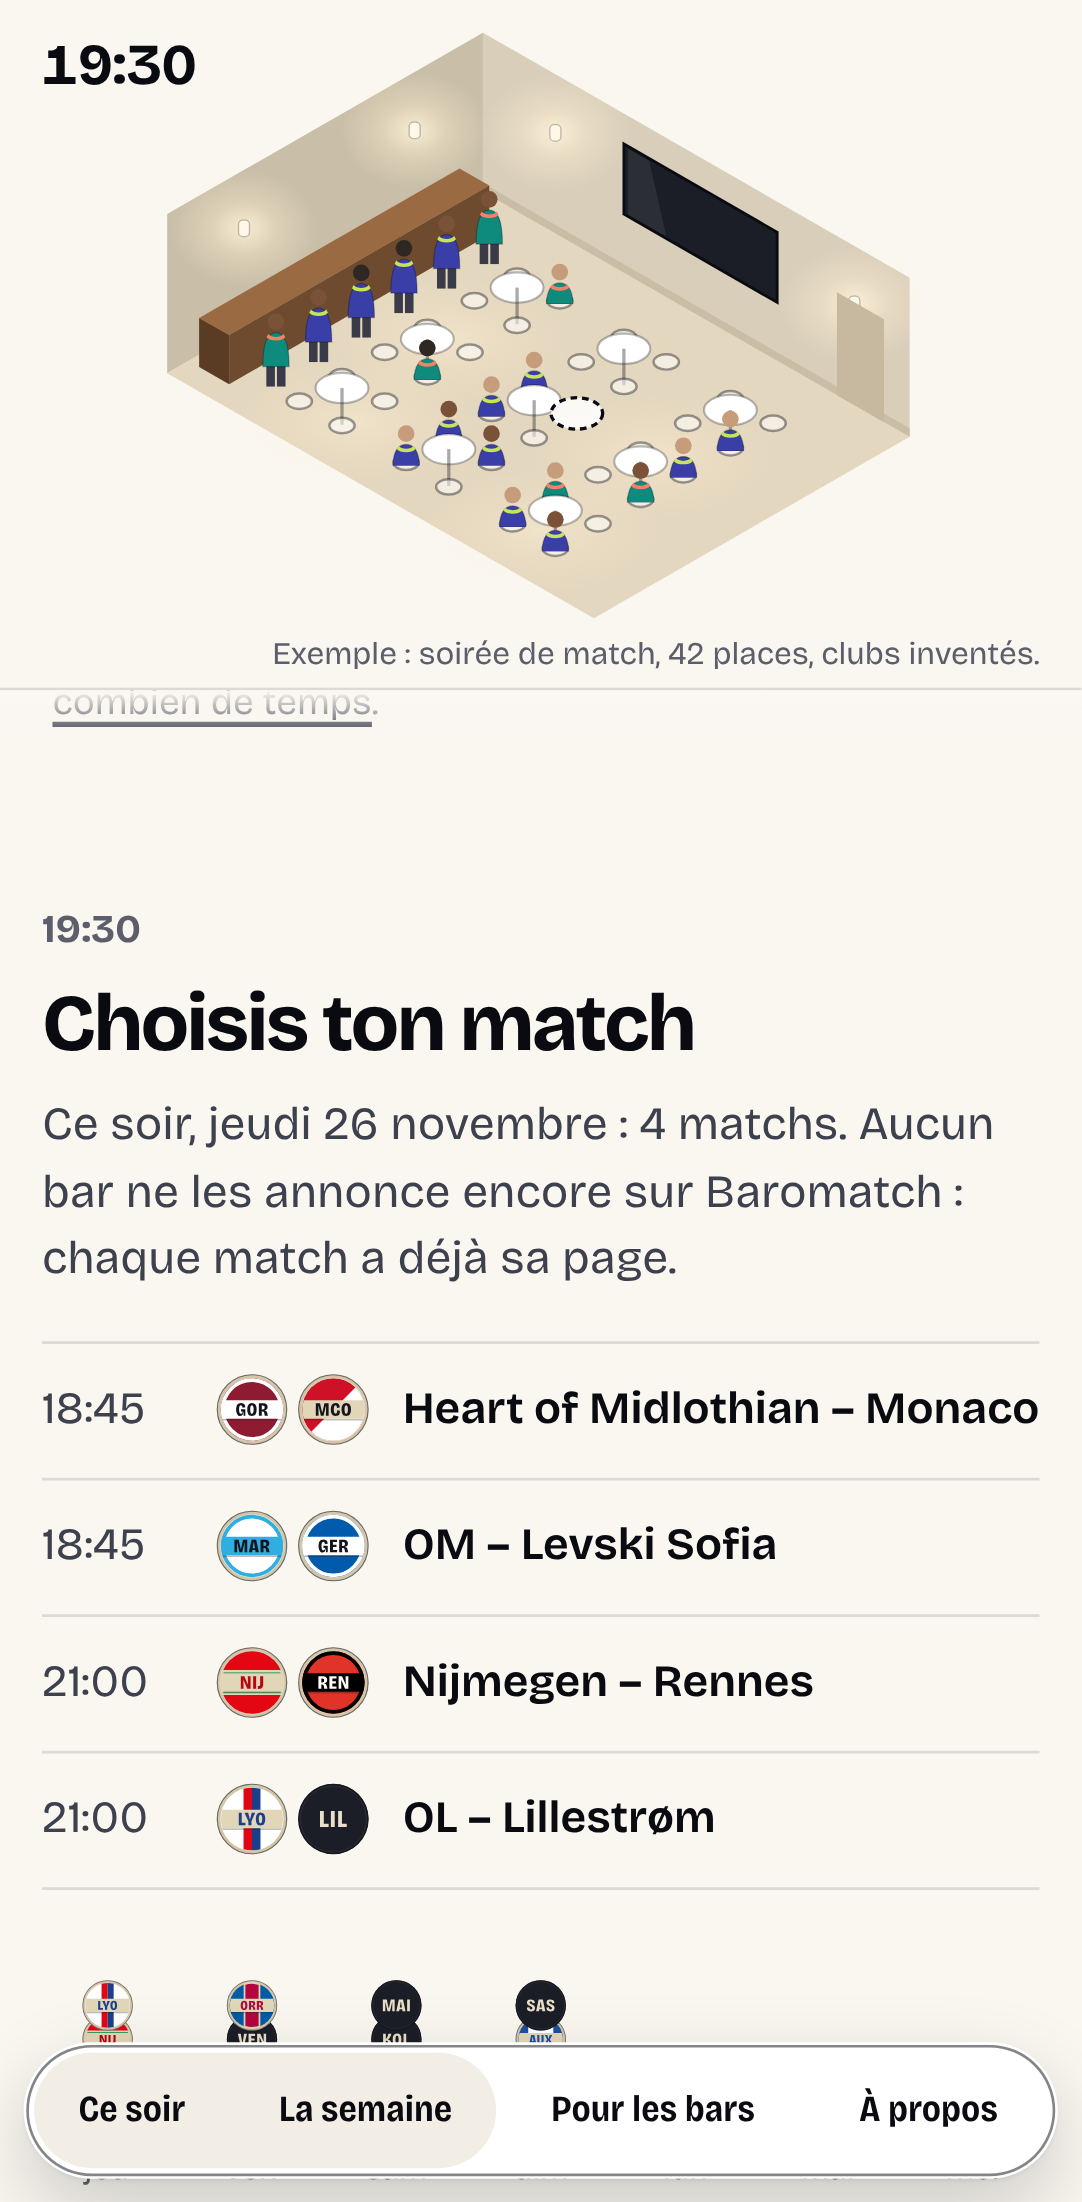 19:30
Exemple : soirée de match, 42 places, clubs inventés.
combien de temps.
19:30
Choisis ton match
Ce soir, jeudi 26 novembre : 4 matchs. Aucun
bar ne les annonce encore sur Baromatch :
chaque match a déjà sa page.
18:45 GOR MCO Heart of Midlothian – Monaco
18:45 MAR GER OM – Levski Sofia
21:00 NIJ REN Nijmegen – Rennes
21:00 LYO LIL OL – Lillestrøm
LYO ORR MAI SAS
NIJ VEN KOL AUX
Ce soir La semaine Pour les bars À propos